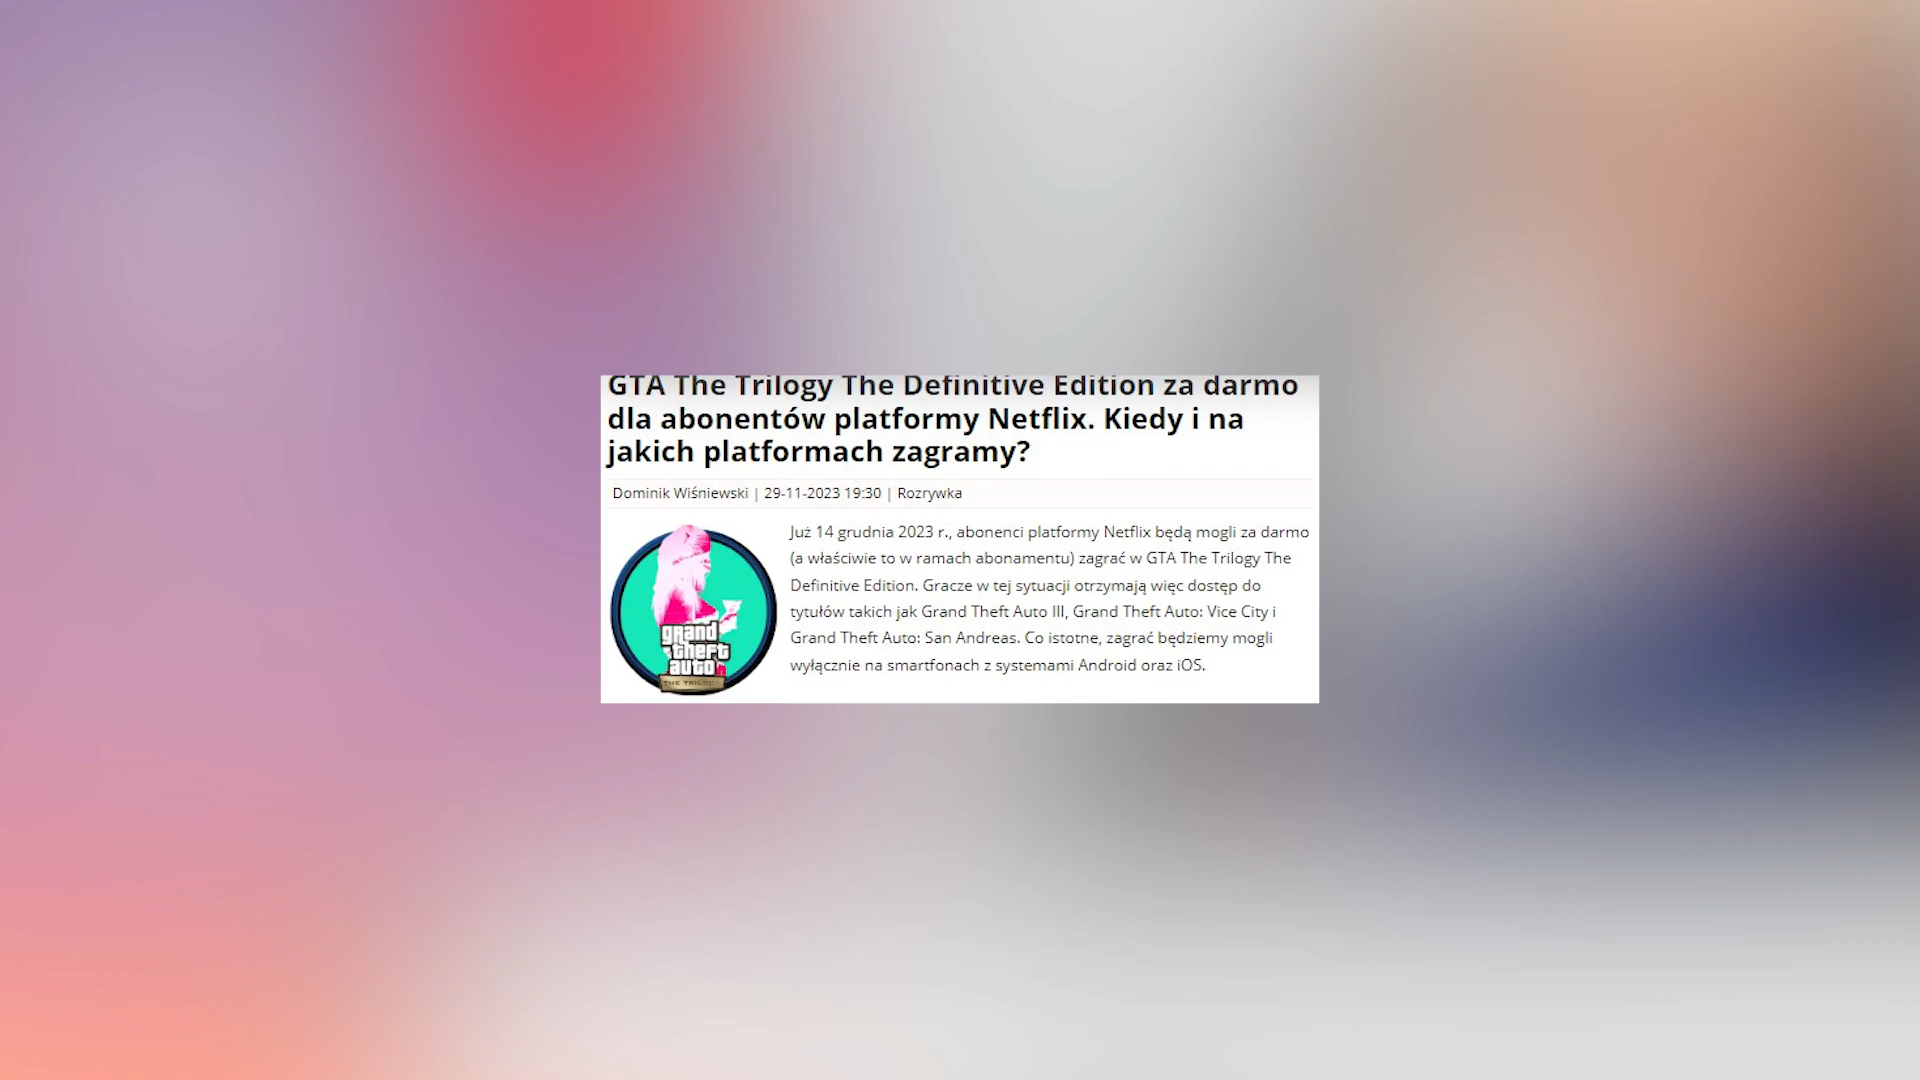 GTA The Trilogy The Definitive Edition za darmo
dla abonentów platformy Netflix. Kiedy i na
jakich platformach zagramy?
Dominik Wiśniewski | 29-11-2023 19:30 | Rozrywka
Już 14 grudnia 2023 r., abonenci platformy Netflix będą mogli za darmo
(a właściwie to w ramach abonamentu) zagrać w GTA The Trilogy The
Definitive Edition. Gracze w tej sytuacji otrzymają więc dostęp do
tytułów takich jak Grand Theft Auto III, Grand Theft Auto: Vice City i
Grand Theft Auto: San Andreas. Co istotne, zagrać będziemy mogli
wyłącznie na smartfonach z systemami Android oraz iOS.
grand
theft
auto
THE TRILOGY